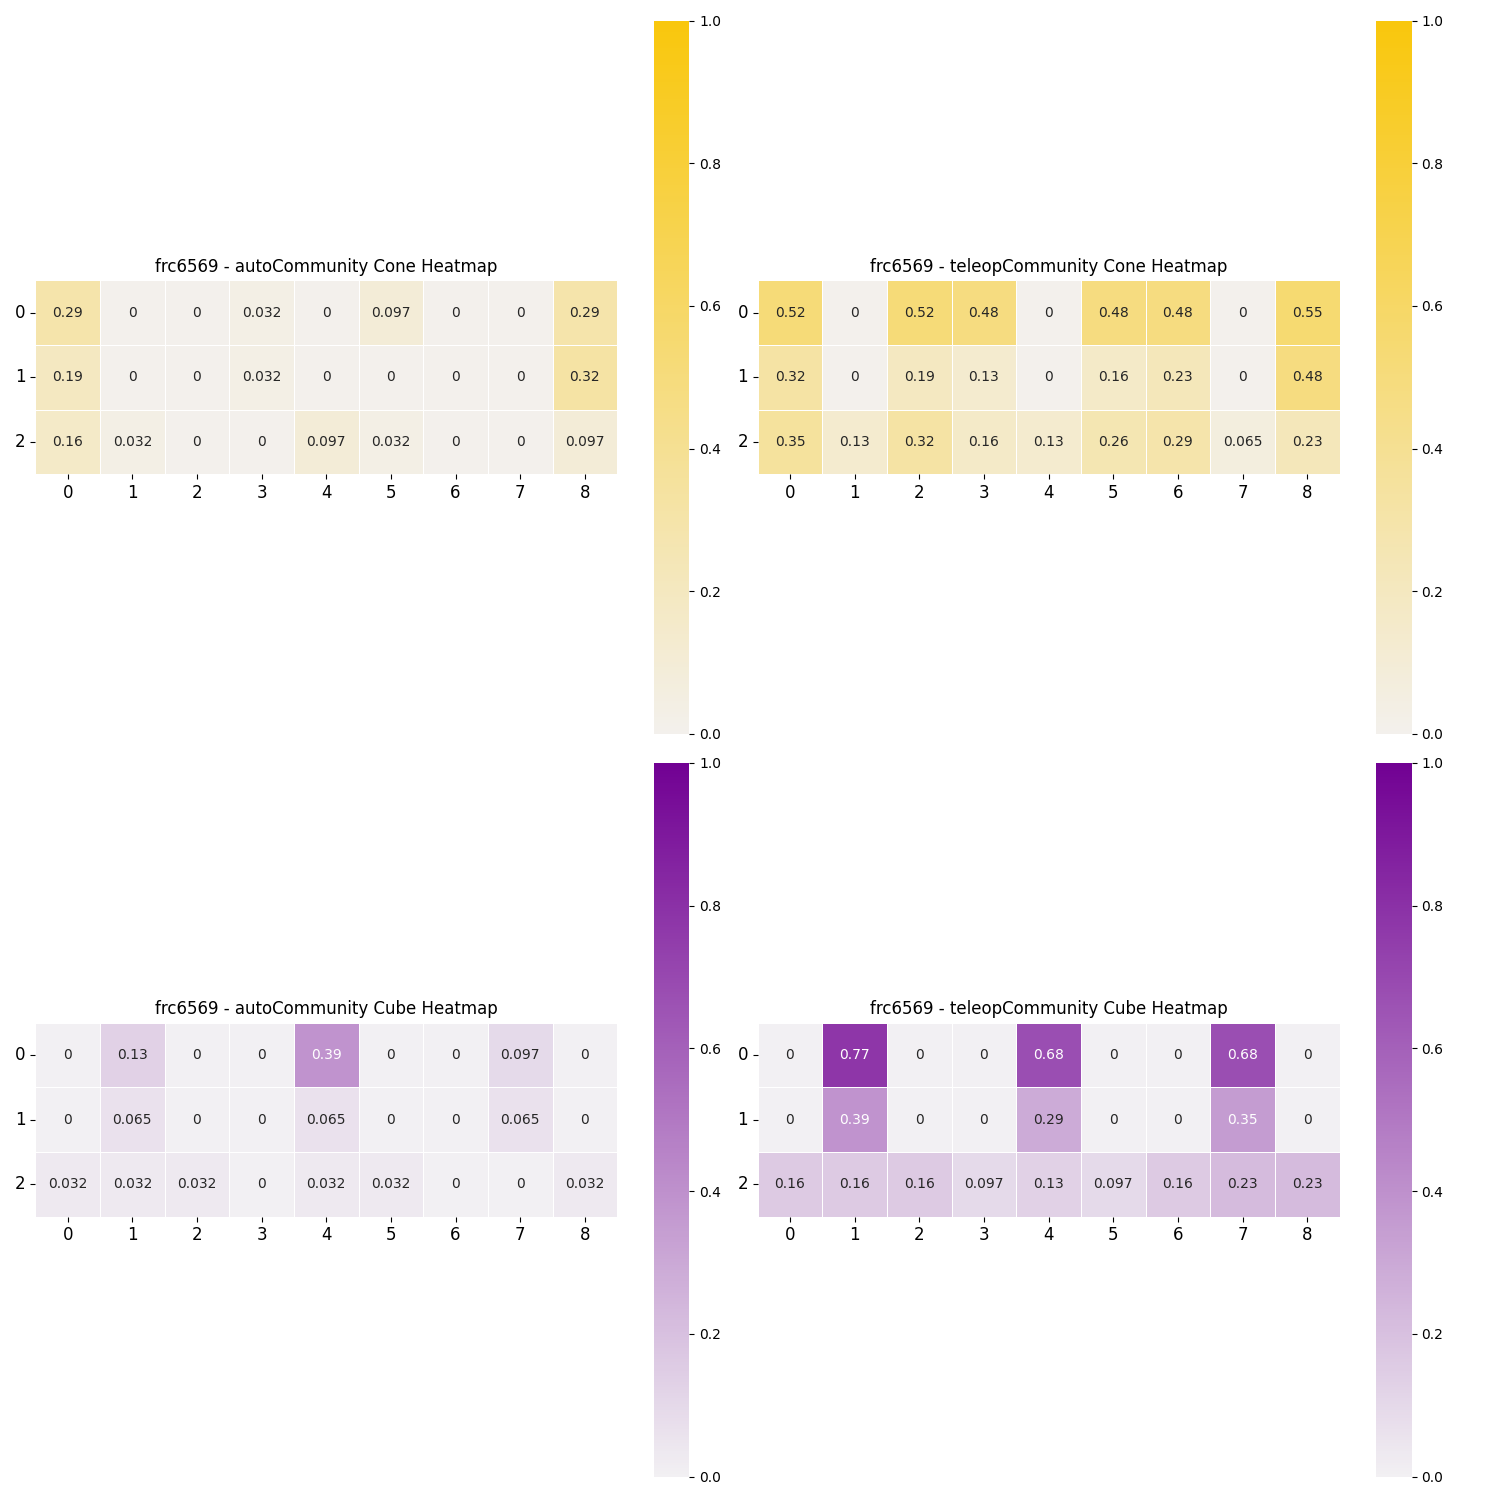 frc6569 - autoCommunity Cone Heatmap
0 0.29 0 0 0.032 0 0.097 0 0 0.29
1 0.19 0 0 0.032 0 0 0 0 0.32
2 0.16 0.032 0 0 0.097 0.032 0 0 0.097
0 1 2 3 4 5 6 7 8
1.0
0.8
0.6
0.4
0.2
0.0
frc6569 - teleopCommunity Cone Heatmap
0 0.52 0 0.52 0.48 0 0.48 0.48 0 0.55
1 0.32 0 0.19 0.13 0 0.16 0.23 0 0.48
2 0.35 0.13 0.32 0.16 0.13 0.26 0.29 0.065 0.23
0 1 2 3 4 5 6 7 8
1.0
0.8
0.6
0.4
0.2
0.0
frc6569 - autoCommunity Cube Heatmap
0 0 0.13 0 0 0.39 0 0 0.097 0
1 0 0.065 0 0 0.065 0 0 0.065 0
2 0.032 0.032 0.032 0 0.032 0.032 0 0 0.032
0 1 2 3 4 5 6 7 8
1.0
0.8
0.6
0.4
0.2
0.0
frc6569 - teleopCommunity Cube Heatmap
0 0 0.77 0 0 0.68 0 0 0.68 0
1 0 0.39 0 0 0.29 0 0 0.35 0
2 0.16 0.16 0.16 0.097 0.13 0.097 0.16 0.23 0.23
0 1 2 3 4 5 6 7 8
1.0
0.8
0.6
0.4
0.2
0.0